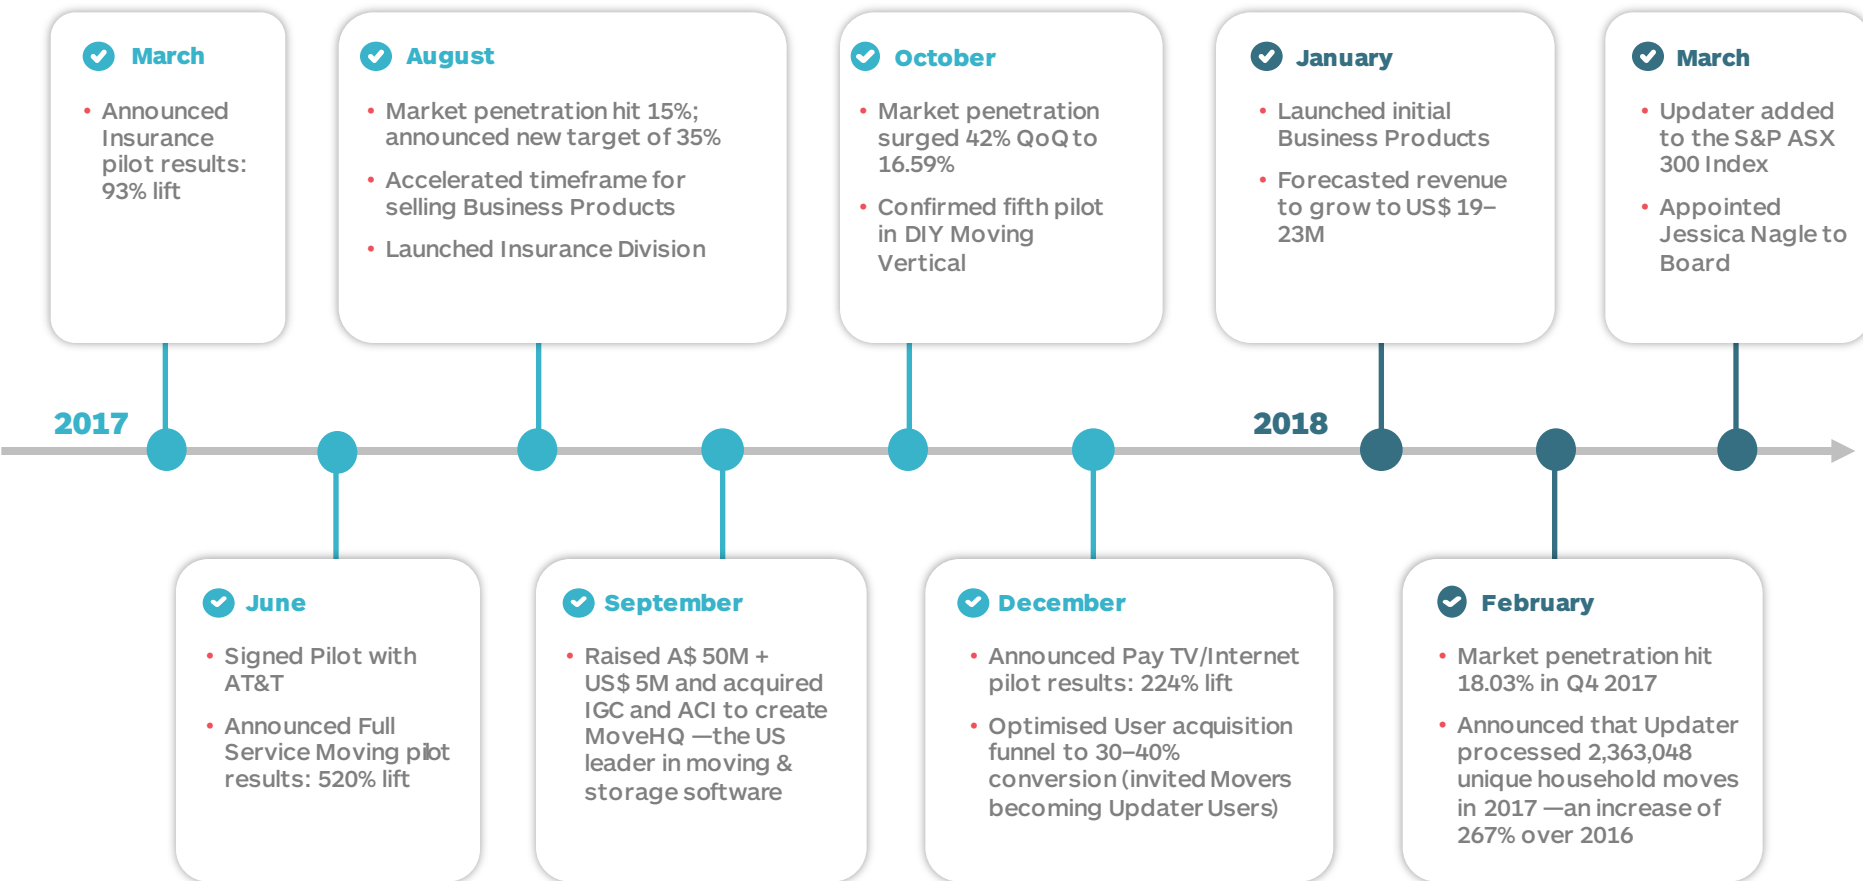 March
• Announced
Insurance
pilot results:
93% lift
August
• Market penetration hit 15%;
announced new target of 35%
• Accelerated timeframe for
selling Business Products
• Launched Insurance Division
October
• Market penetration
surged 42% QoQ to
16.59%
• Confirmed fifth pilot
in DIY Moving
Vertical
January
• Launched initial
Business Products
• Forecasted revenue
to grow to US$ 19–
23M
March
• Updater added
to the S&P ASX
300 Index
• Appointed
Jessica Nagle to
Board
2017
2018
June
• Signed Pilot with
AT&T
• Announced Full
Service Moving pilot
results: 520% lift
September
• Raised A$ 50M +
US$ 5M and acquired
IGC and ACI to create
MoveHQ —the US
leader in moving &
storage software
December
• Announced Pay TV/Internet
pilot results: 224% lift
• Optimised User acquisition
funnel to 30–40%
conversion (invited Movers
becoming Updater Users)
February
• Market penetration hit
18.03% in Q4 2017
• Announced that Updater
processed 2,363,048
unique household moves
in 2017 —an increase of
267% over 2016